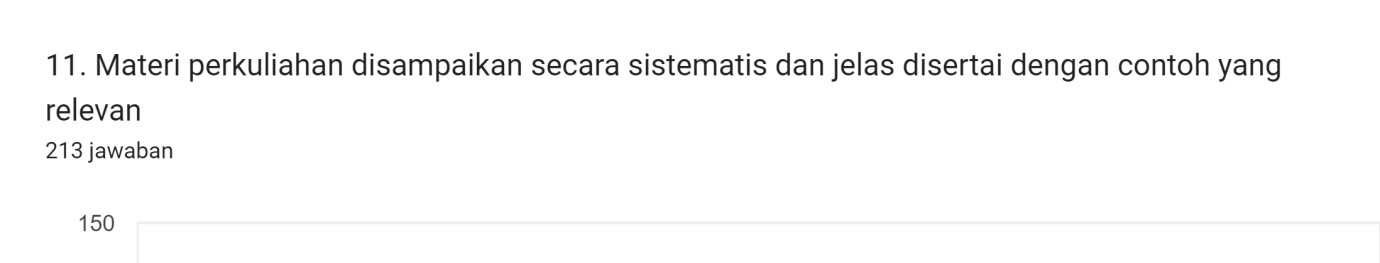 11. Materi perkuliahan disampaikan secara sistematis dan jelas disertai dengan contoh yang
relevan
213 jawaban
150